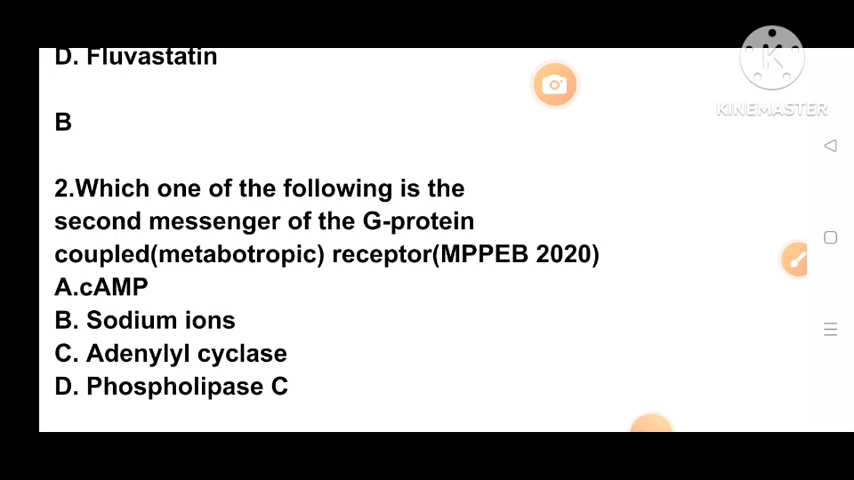 D. Fluvastatin
KINEMASTER
B
2.Which one of the following is the
second messenger of the G-protein
coupled(metabotropic) receptor(MPPEB 2020)
A.cAMP
B. Sodium ions
C. Adenylyl cyclase
D. Phospholipase C